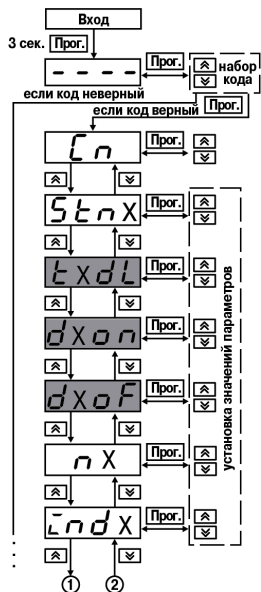 Вход
3 сек. Прог.
- - - - Прог. набор кода
если код неверный
если код верный Прог.
Cn Прог.
StnX Прог.
tXdL Прог.
dXon Прог.
dXoF Прог.
nX Прог.
indX Прог.
установка значений параметров
1 2